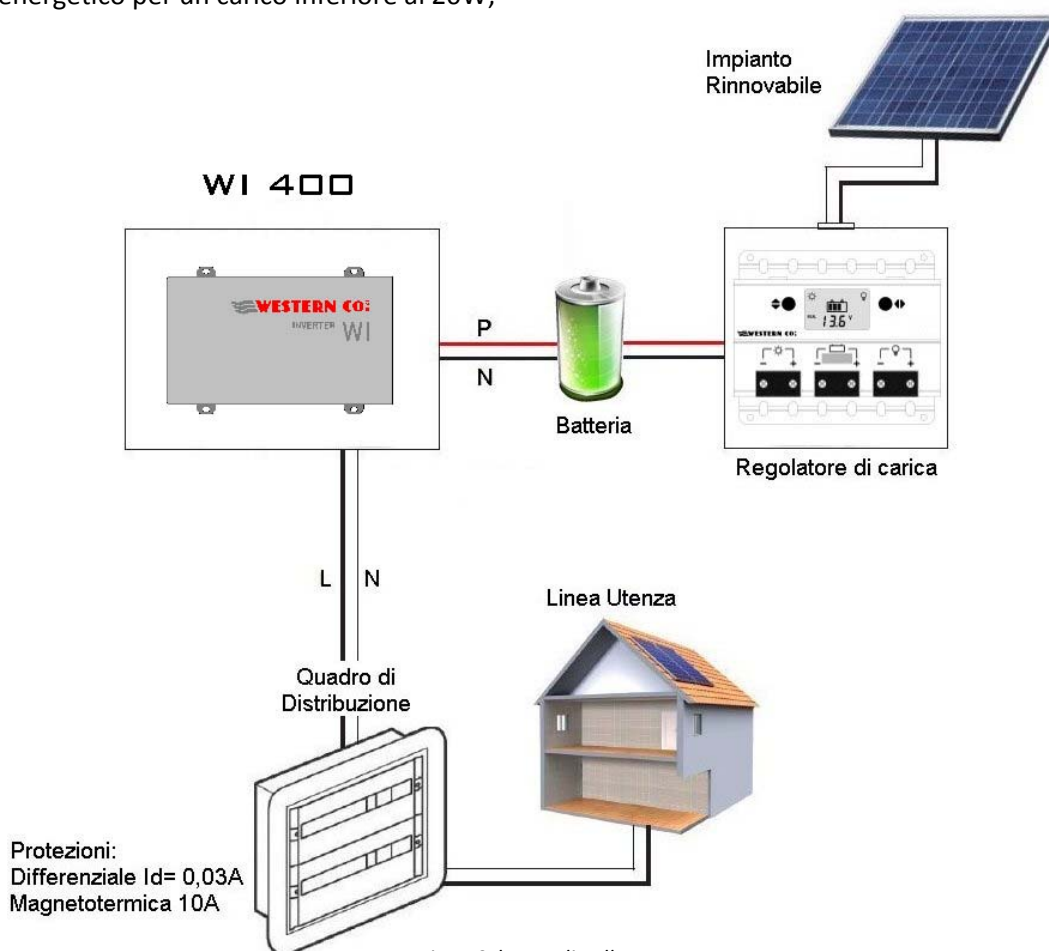 energetico per un carico inferiore ai 20W;
Impianto
Rinnovabile
WI 400
WESTERN CO:
INVERTER WI
P
N
Batteria
VOL 13.6 V
WESTERN CO:
- +
- +
- +
Regolatore di carica
L N
Linea Utenza
Quadro di
Distribuzione
Protezioni:
Differenziale Id= 0,03A
Magnetotermica 10A